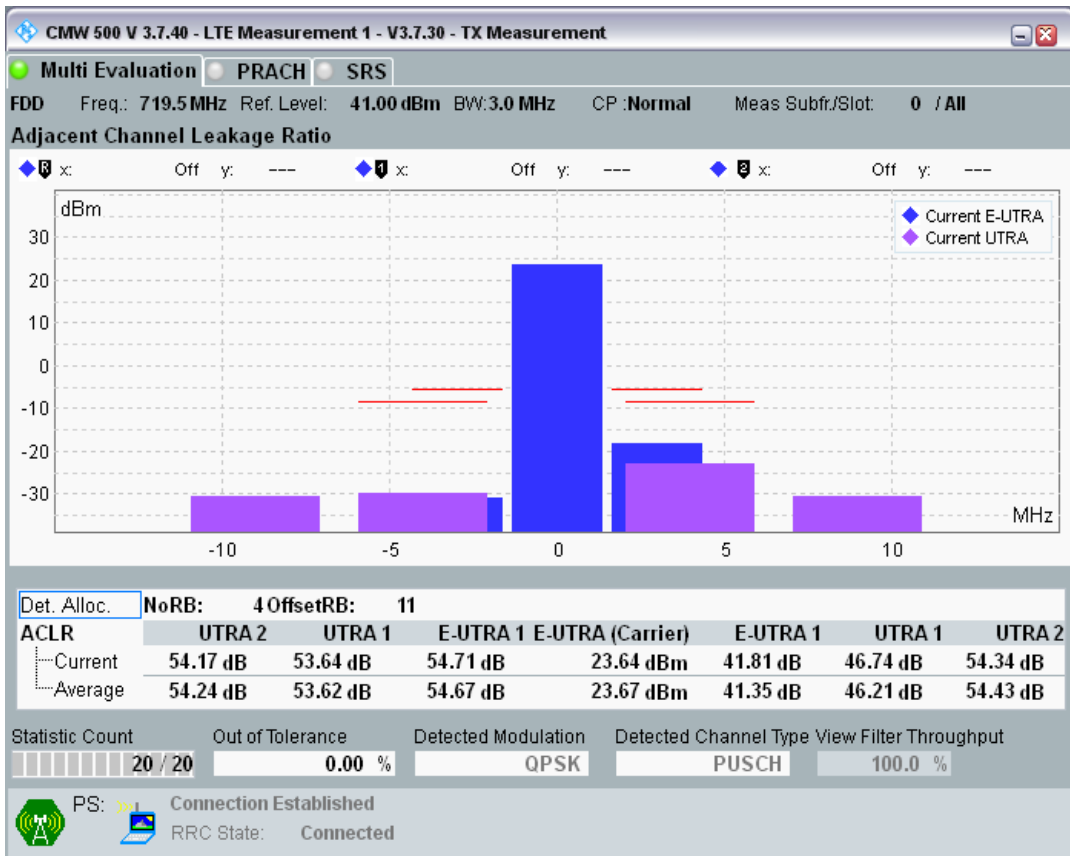 CMW 500 V 3.7.40 - LTE Measurement 1 - V3.7.30 - TX Measurement
Multi Evaluation PRACH SRS
FDD Freq.: 719.5 MHz Ref. Level: 41.00 dBm BW: 3.0 MHz CP :Normal Meas Subfr./Slot: 0 / All
Adjacent Channel Leakage Ratio
R x: Off y: --- 1 x: Off y: --- 2 x: Off y: ---
dBm
Current E-UTRA
Current UTRA
30
20
10
0
-10
-20
-30
MHz
-10 -5 0 5 10
Det. Alloc. NoRB: 4 OffsetRB: 11
ACLR UTRA 2 UTRA 1 E-UTRA 1 E-UTRA (Carrier) E-UTRA 1 UTRA 1 UTRA 2
Current 54.17 dB 53.64 dB 54.71 dB 23.64 dBm 41.81 dB 46.74 dB 54.34 dB
Average 54.24 dB 53.62 dB 54.67 dB 23.67 dBm 41.35 dB 46.21 dB 54.43 dB
Statistic Count Out of Tolerance Detected Modulation Detected Channel Type View Filter Throughput
20 / 20 0.00 % QPSK PUSCH 100.0 %
PS: Connection Established
RRC State: Connected